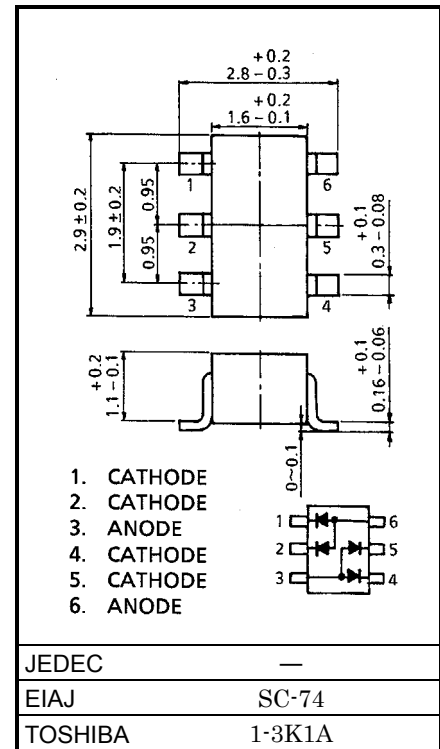 +0.2
2.8 – 0.3
+0.2
1.6 – 0.1
2.9 ± 0.2
1.9 ± 0.2
0.95
0.95
1
2
3
6
5
4
+0.1
0.3 – 0.08
+0.2
1.1 – 0.1
+0.1
0.16 – 0.06
0~0.1
1. CATHODE
2. CATHODE
3. ANODE
4. CATHODE
5. CATHODE
6. ANODE
1 6
2 5
3 4
JEDEC —
EIAJ SC-74
TOSHIBA 1-3K1A